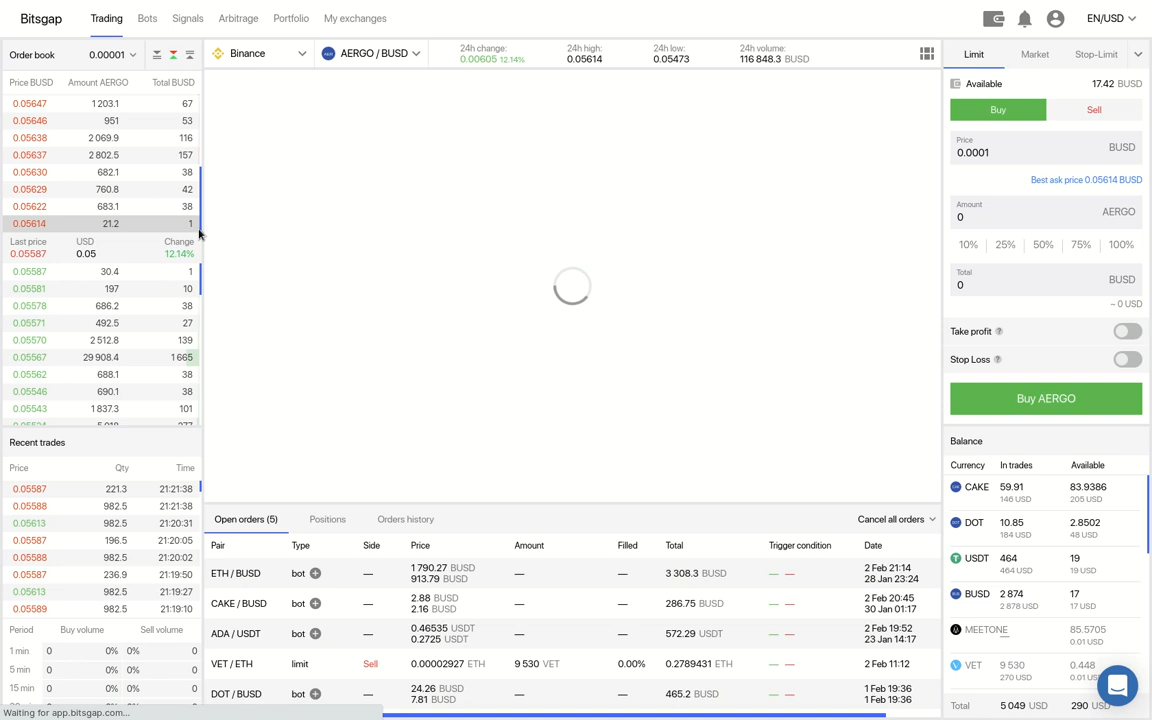 Bitsgap Trading Bots Signals Arbitrage Portfolio My exchanges EN/USD
Order book 0.00001
Price BUSD Amount AERGO Total BUSD
0.05647 1 203.1 67
0.05646 951 53
0.05638 2 069.9 116
0.05637 2 802.5 157
0.05630 682.1 38
0.05629 760.8 42
0.05622 683.1 38
0.05614 21.2 1
Last price USD Change
0.05587 0.05 12.14%
0.05587 30.4 1
0.05581 197 10
0.05578 686.2 38
0.05571 492.5 27
0.05570 2 512.8 139
0.05567 29 908.4 1 665
0.05562 688.1 38
0.05546 690.1 38
0.05543 1 837.3 101
Recent trades
Price Qty Time
0.05587 221.3 21:21:38
0.05588 982.5 21:21:38
0.05613 982.5 21:20:31
0.05587 196.5 21:20:05
0.05588 982.5 21:20:02
0.05587 236.9 21:19:50
0.05613 982.5 21:19:27
0.05589 982.5 21:19:10
Period Buy volume Sell volume
1 min 0 0% 0% 0
5 min 0 0% 0% 0
15 min 0 0% 0% 0
Waiting for app.bitsgap.com...
Binance AERGO / BUSD
24h change: 24h high: 24h low: 24h volume:
0.00605 12.14% 0.05614 0.05473 116 848.3 BUSD
Open orders (5) Positions Orders history Cancel all orders
Pair Type Side Price Amount Filled Total Trigger condition Date
ETH / BUSD bot — 1 790.27 BUSD — — 3 308.3 BUSD — — 2 Feb 21:14
913.79 BUSD 28 Jan 23:24
CAKE / BUSD bot — 2.88 BUSD — — 286.75 BUSD — — 2 Feb 20:45
2.16 BUSD 30 Jan 01:17
ADA / USDT bot — 0.46535 USDT — — 572.29 USDT — — 2 Feb 19:52
0.2725 USDT 23 Jan 14:17
VET / ETH limit Sell 0.00002927 ETH 9 530 VET 0.00% 0.2789431 ETH — — 2 Feb 11:12
DOT / BUSD bot — 24.26 BUSD — — 465.2 BUSD — — 1 Feb 19:36
7.81 BUSD 1 Feb 19:36
Limit Market Stop-Limit
Available 17.42 BUSD
Buy Sell
Price
0.0001 BUSD
Best ask price 0.05614 BUSD
Amount
0 AERGO
10% 25% 50% 75% 100%
Total
0 BUSD
~ 0 USD
Take profit ?
Stop Loss ?
Buy AERGO
Balance
Currency In trades Available
CAKE 59.91 83.9386
146 USD 205 USD
DOT 10.85 2.8502
184 USD 48 USD
USDT 464 19
464 USD 19 USD
BUSD 2 874 17
2 878 USD 17 USD
MEETONE — 85.5705
0.01 USD
VET 9 530 0.448
270 USD 0.01
Total 5 049 USD 290 USD